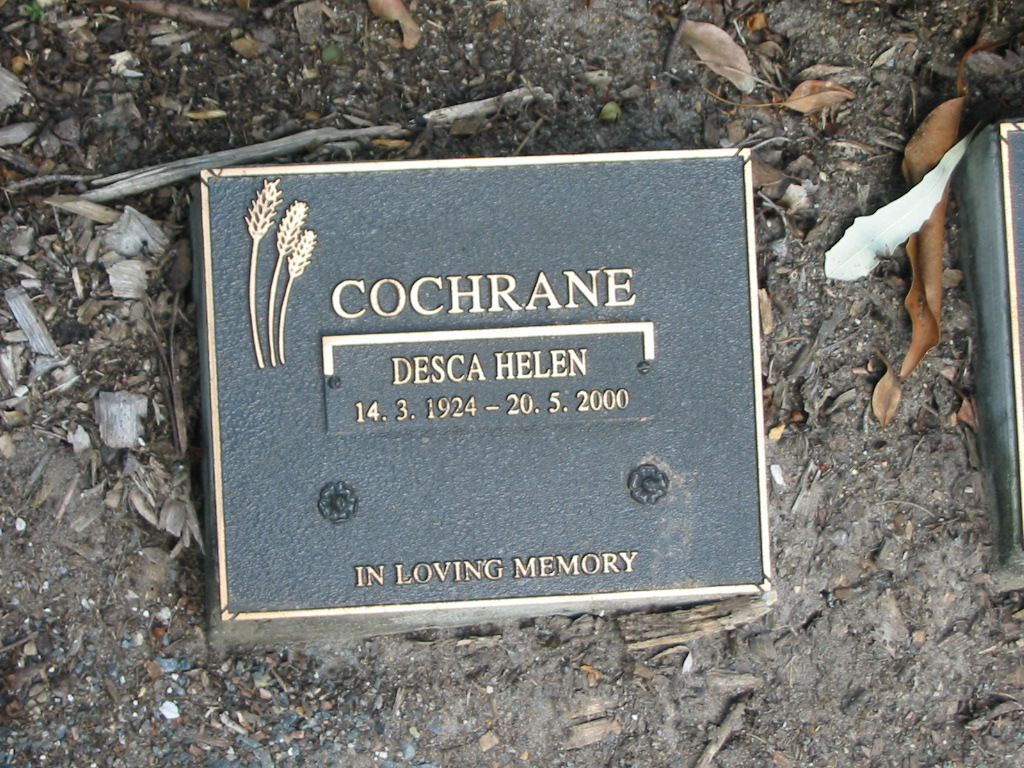 COCHRANE
DESCA HELEN
14. 3. 1924 – 20. 5. 2000
IN LOVING MEMORY